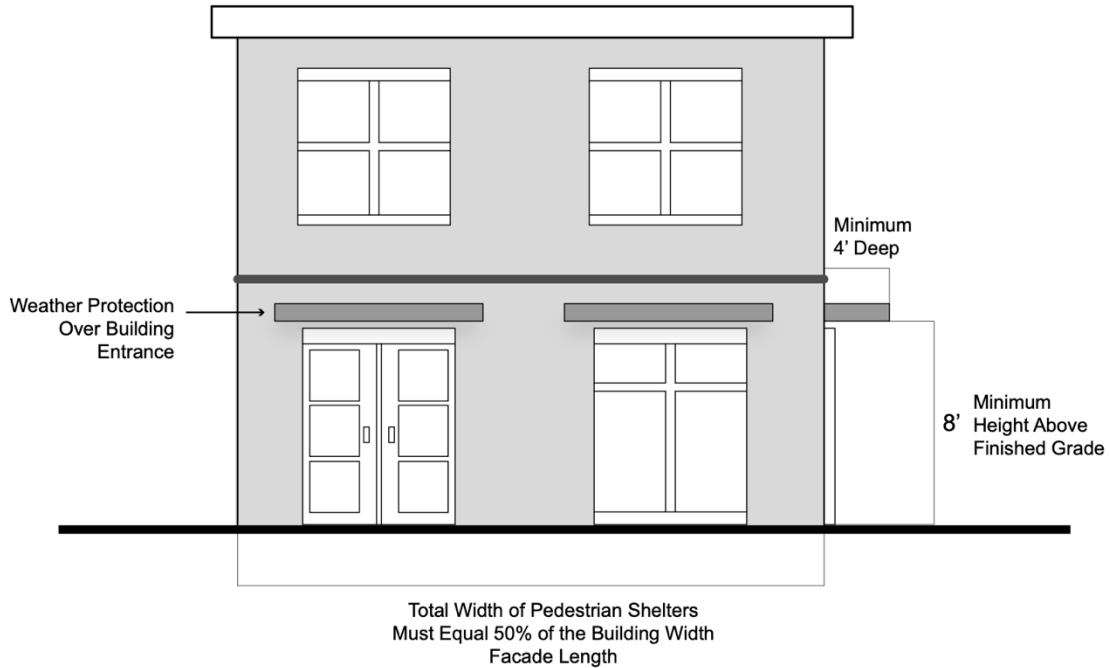 Minimum
4’ Deep
Weather Protection
Over Building
Entrance
8’
Minimum
Height Above
Finished Grade
Total Width of Pedestrian Shelters
Must Equal 50% of the Building Width
Facade Length